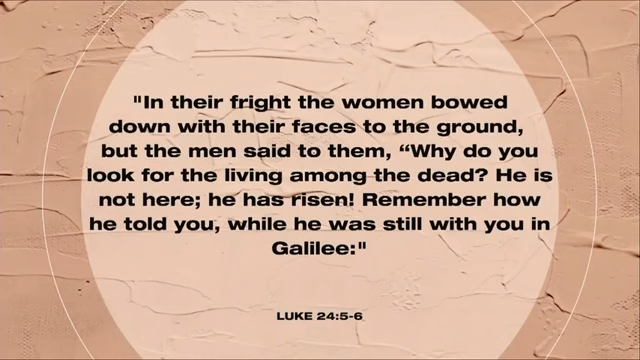 "In their fright the women bowed
down with their faces to the ground,
but the men said to them, “Why do you
look for the living among the dead? He is
not here; he has risen! Remember how
he told you, while he was still with you in
Galilee:"
LUKE 24:5-6